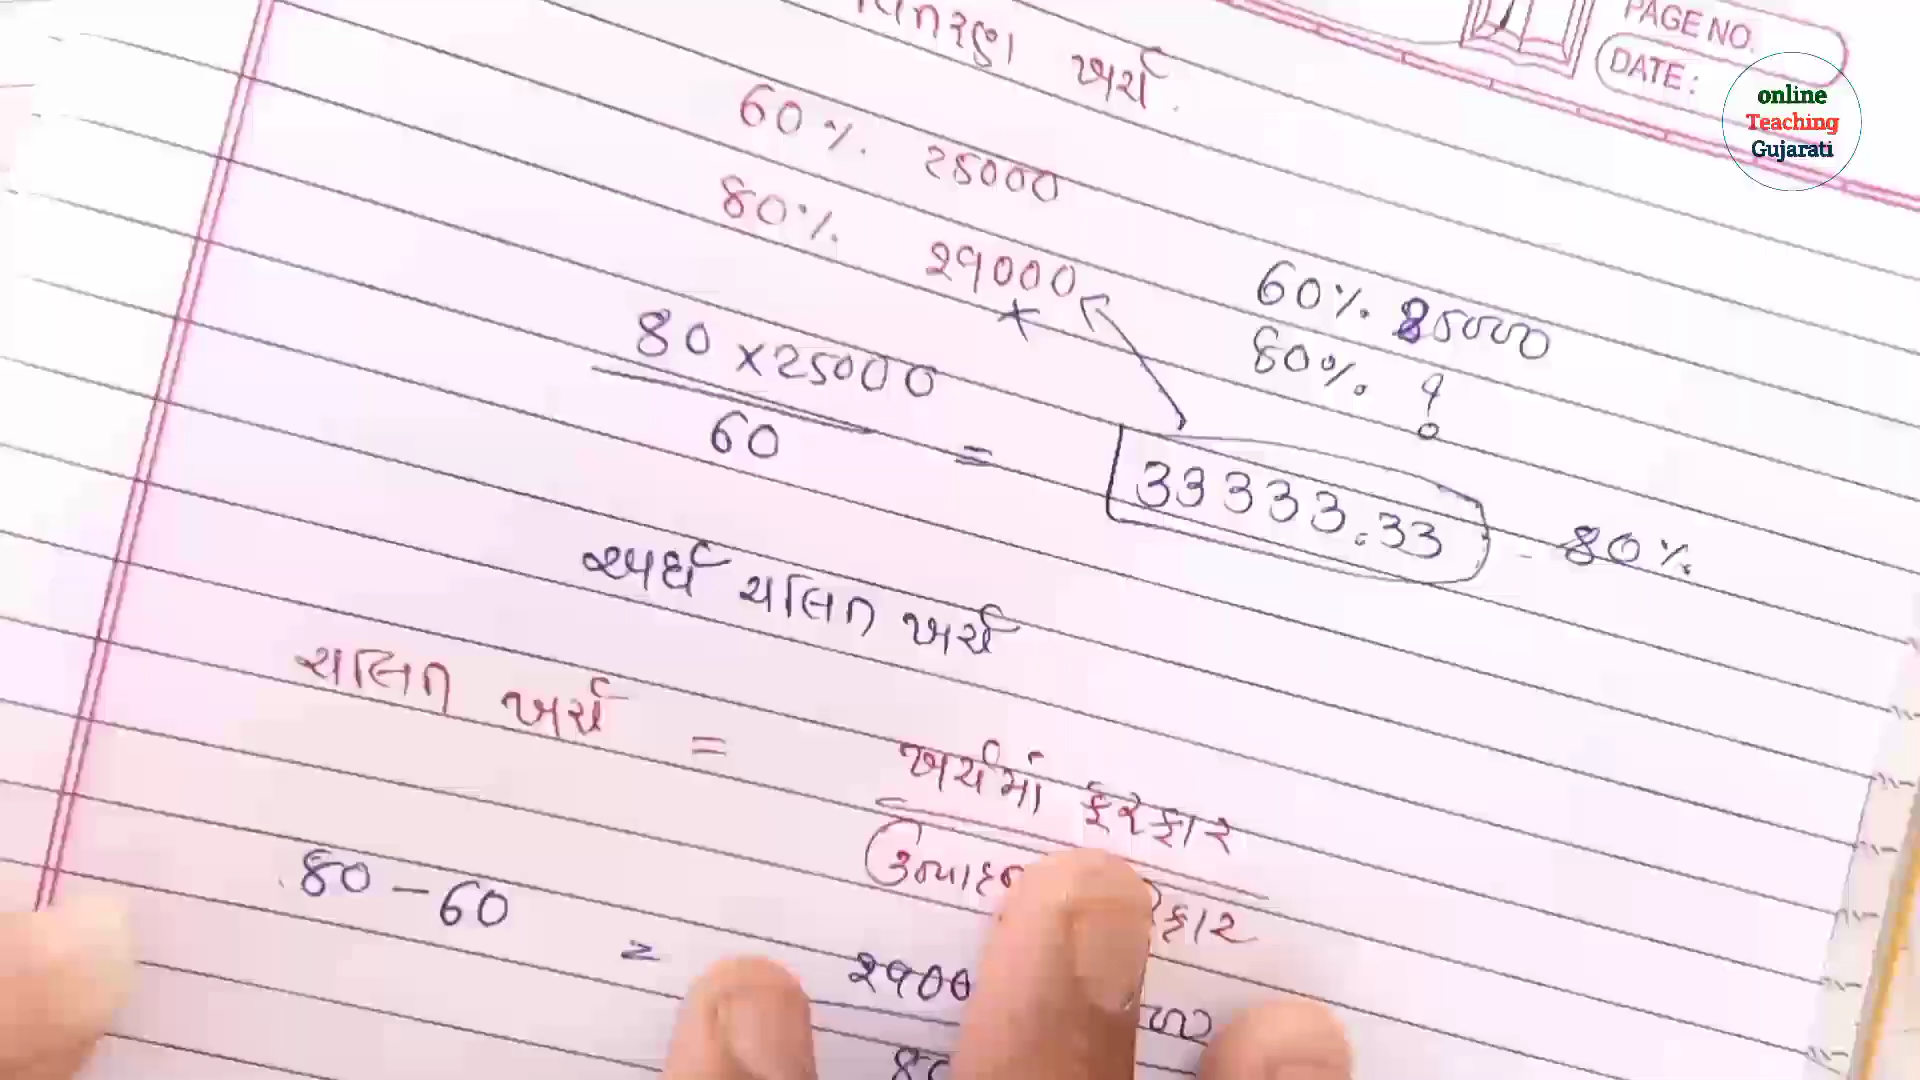 વિતરણ ખર્ચ.
PAGE NO.
DATE :
online
Teaching
Gujarati
60 %. 25000
80 %. 29000
60 %. 25000
80 %. ?
80 × 25000
60
=
33333.33 - 80 %.
અર્ધ ચલિત ખર્ચ
ચલિત ખર્ચ = ખર્ચમાં ફેરફાર
80 - 60 =